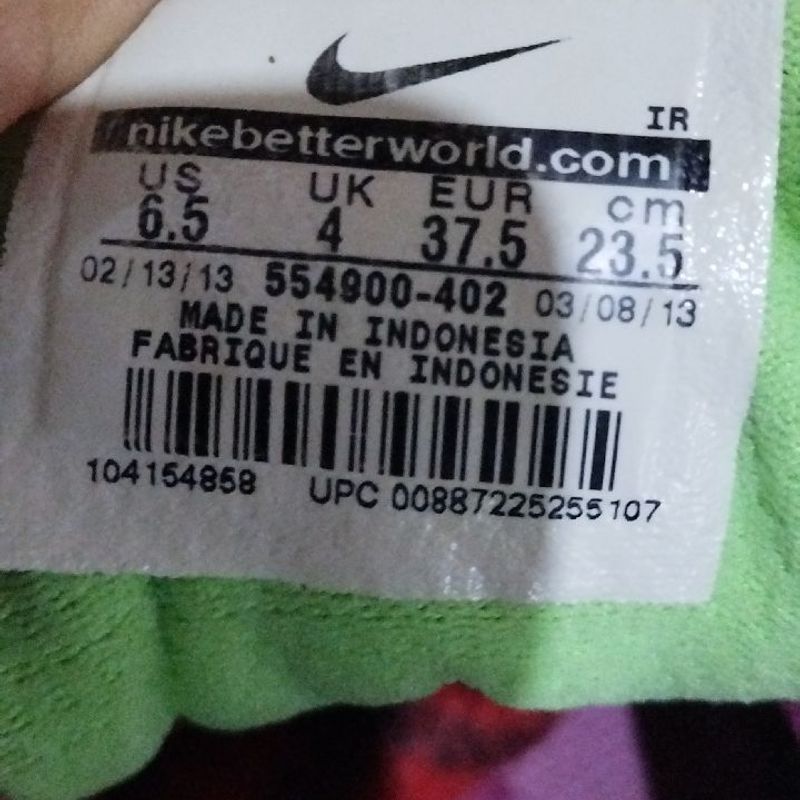 IR
nikebetterworld.com
US UK EUR cm
6.5 4 37.5 23.5
02/13/13 554900-402 03/08/13
MADE IN INDONESIA
FABRIQUE EN INDONESIE
104154858 UPC 00887225255107